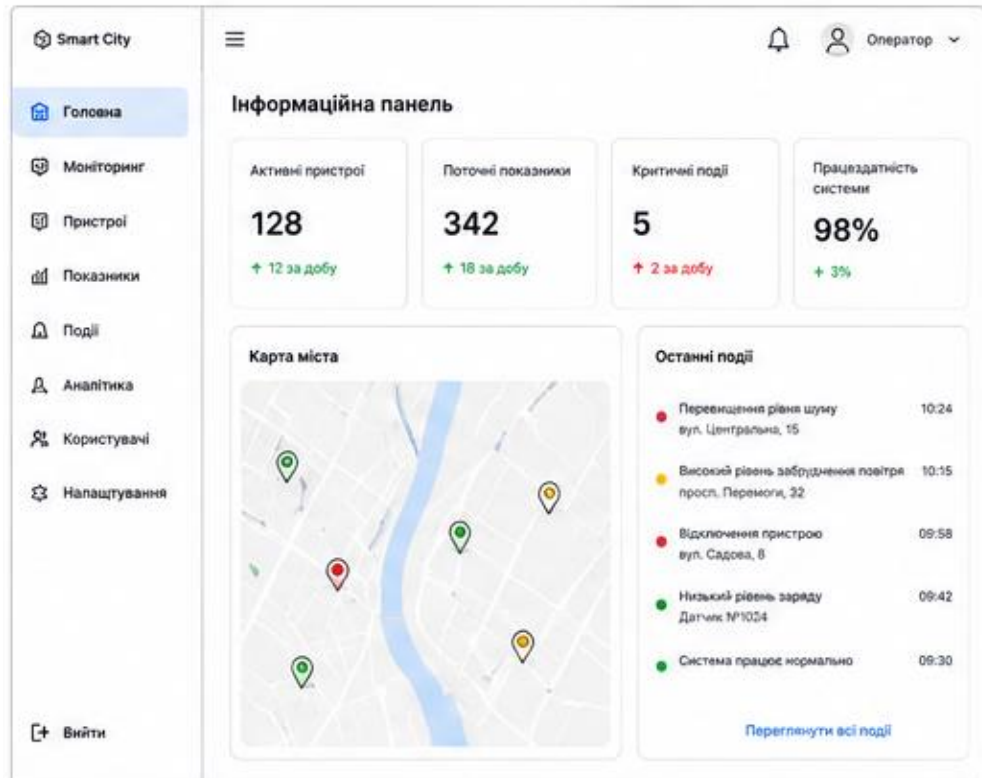 Smart City
Оператор
Головна
Моніторинг
Пристрої
Показники
Події
Аналітика
Користувачі
Напаштування
Вийти
Інформаційна панель
Активні пристрої
128
↑ 12 за добу
Поточні показники
342
↑ 18 за добу
Критичні події
5
↑ 2 за добу
Працездатність
системи
98%
+ 3%
Карта міста
Останні події
Перевищення рівня шуму 10:24
вул. Центральна, 15
Високий рівень забруднення повітря 10:15
просп. Перемоги, 32
Відключення пристрою 09:58
вул. Садова, 8
Низький рівень заряду 09:42
Датчик №1024
Система працює нормально 09:30
Переглянути всі події